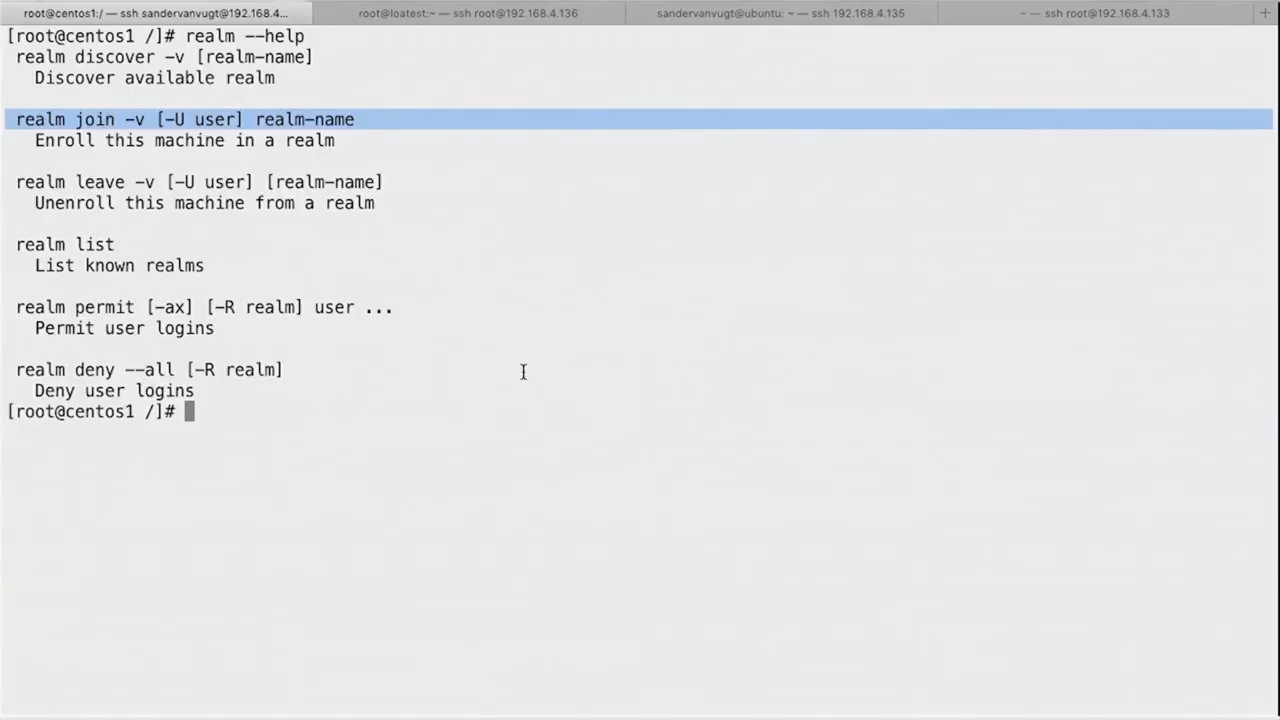 root@centos1:/ — ssh sandervanvugt@192.168.4...
root@loatest:~ — ssh root@192.168.4.136
sandervanvugt@ubuntu: ~ — ssh 192.168.4.135
~ — ssh root@192.168.4.133
+
[root@centos1 /]# realm --help
realm discover -v [realm-name]
Discover available realm
realm join -v [-U user] realm-name
Enroll this machine in a realm
realm leave -v [-U user] [realm-name]
Unenroll this machine from a realm
realm list
List known realms
realm permit [-ax] [-R realm] user ...
Permit user logins
realm deny --all [-R realm]
Deny user logins
[root@centos1 /]#